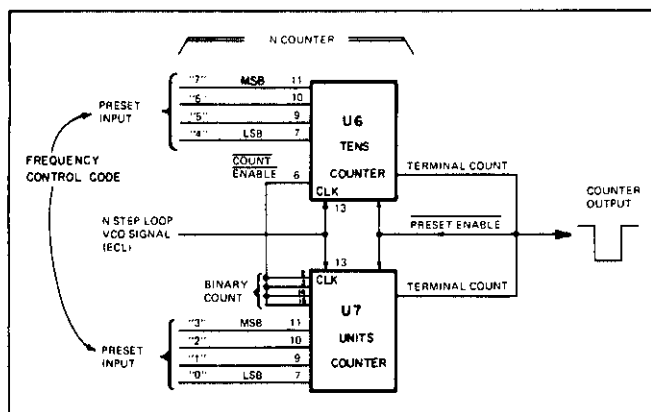 N COUNTER
PRESET INPUT
"7" MSB 11
"6" 10
"5" 9
"4" LSB 7
U6
TENS
COUNTER
FREQUENCY
CONTROL CODE
COUNT
ENABLE 6
CLK
13
TERMINAL COUNT
COUNTER
OUTPUT
N STEP LOOP
VCO SIGNAL
(ECL)
PRESET ENABLE
13
CLK
BINARY
COUNT
U7
UNITS
COUNTER
TERMINAL COUNT
PRESET
INPUT
"3" MSB 11
"2" 10
"1" 9
"0" LSB 7